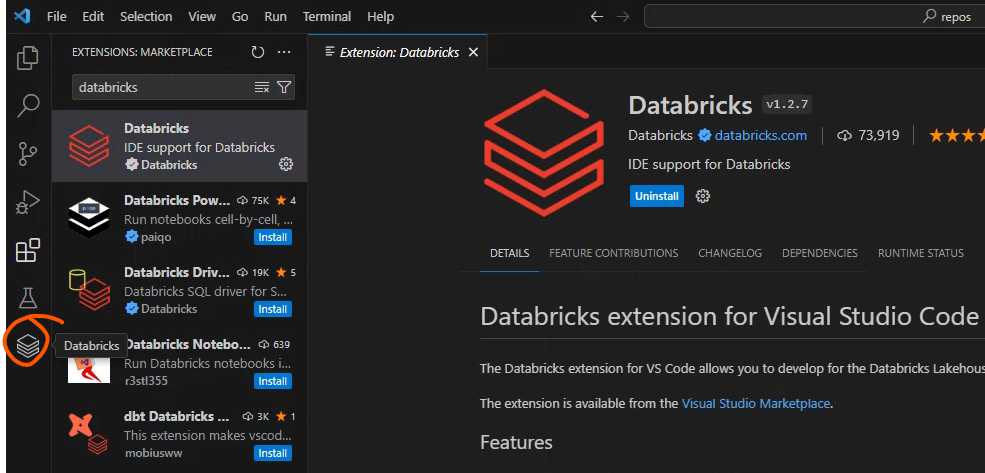 File Edit Selection View Go Run Terminal Help
repos
EXTENSIONS: MARKETPLACE
databricks
Databricks
IDE support for Databricks
Databricks
Databricks Pow... 75K 4
Run notebooks cell-by-cell, ...
paiqo Install
Databricks Driv... 19K 5
Databricks SQL driver for S...
Databricks Install
Databricks
Databricks Notebo... 639
Run Databricks notebooks i...
r3stl355 Install
dbt Databricks ... 3K 1
This extension makes vscod...
mobiusww Install
Extension: Databricks
Databricks v1.2.7
Databricks databricks.com 73,919
IDE support for Databricks
Uninstall
DETAILS FEATURE CONTRIBUTIONS CHANGELOG DEPENDENCIES RUNTIME STATUS
Databricks extension for Visual Studio Code
The Databricks extension for VS Code allows you to develop for the Databricks Lakehous
The extension is available from the Visual Studio Marketplace.
Features